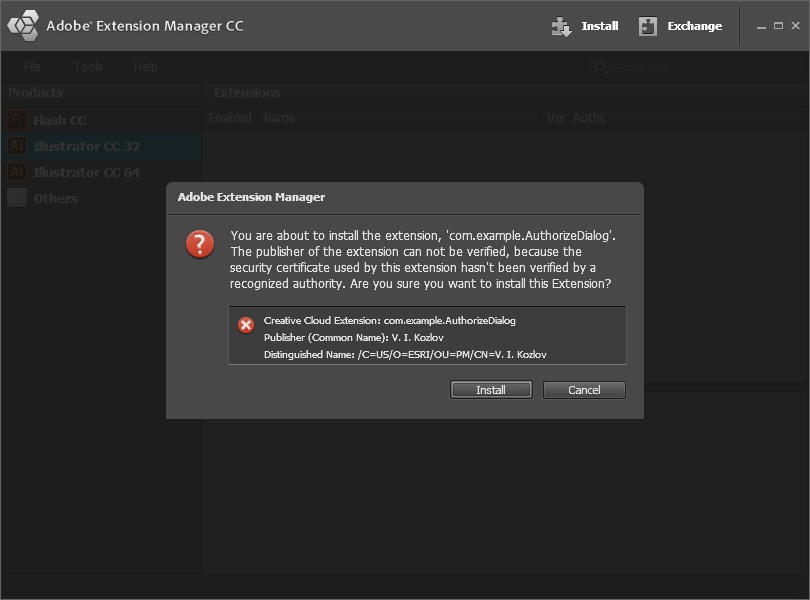 Adobe® Extension Manager CC
Install
Exchange
File
Tools
Help
Products
Extensions
Flash CC
Illustrator CC 32
Illustrator CC 64
Others
Enabled
Name
Ver
Autho
Adobe Extension Manager
You are about to install the extension, 'com.example.AuthorizeDialog'.
The publisher of the extension can not be verified, because the
security certificate used by this extension hasn't been verified by a
recognized authority. Are you sure you want to install this Extension?
Creative Cloud Extension: com.example.AuthorizeDialog
Publisher (Common Name): V. I. Kozlov
Distinguished Name: /C=US/O=ESRI/OU=PM/CN=V. I. Kozlov
Install
Cancel